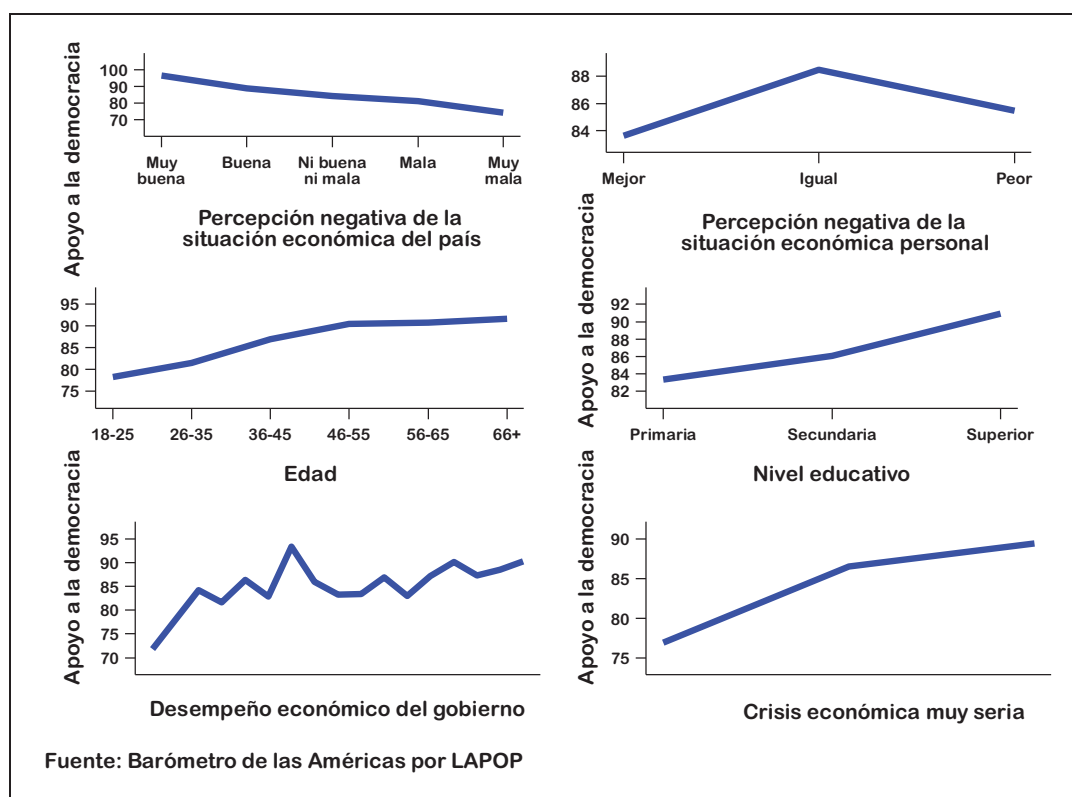 Apoyo a la democracia
100
90
80
70
Muy
buena
Buena
Ni buena
ni mala
Mala
Muy
mala
Percepción negativa de la
situación económica del país
88
86
84
Mejor
Igual
Peor
Percepción negativa de la
situación económica personal
95
90
85
80
75
18-25
26-35
36-45
46-55
56-65
66+
Edad
Apoyo a la democracia
92
90
88
86
84
82
Primaria
Secundaria
Superior
Nivel educativo
Apoyo a la democracia
95
90
85
80
75
70
Desempeño económico del gobierno
Apoyo a la democracia
90
85
80
75
Crisis económica muy seria
Fuente: Barómetro de las Américas por LAPOP